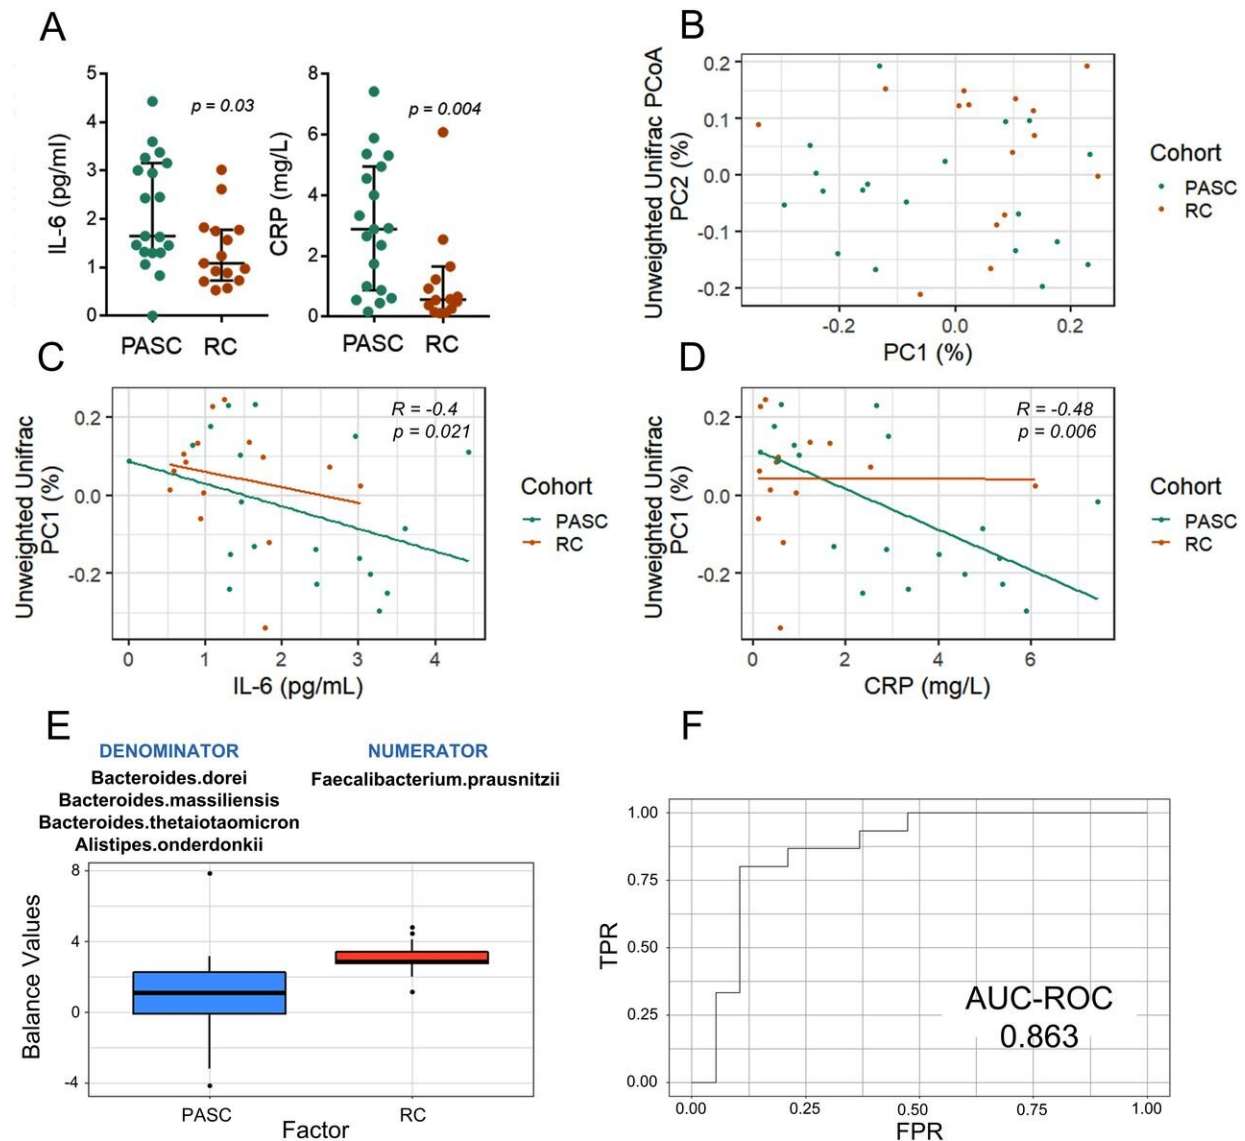 A
B
5
4
3
2
1
0
IL-6 (pg/ml)
p = 0.03
PASC
RC
8
6
4
2
0
CRP (mg/L)
p = 0.004
PASC
RC
Unweighted Unifrac PCoA
PC2 (%)
0.2
0.1
0.0
-0.1
-0.2
-0.2
0.0
0.2
PC1 (%)
Cohort
PASC
RC
C
D
Unweighted Unifrac
PC1 (%)
0.2
0.0
-0.2
R = -0.4
p = 0.021
0
1
2
3
4
IL-6 (pg/mL)
Cohort
PASC
RC
Unweighted Unifrac
PC1 (%)
0.2
0.0
-0.2
R = -0.48
p = 0.006
0
2
4
6
CRP (mg/L)
Cohort
PASC
RC
E
DENOMINATOR
Bacteroides.dorei
Bacteroides.massiliensis
Bacteroides.thetaiotaomicron
Alistipes.onderdonkii
NUMERATOR
Faecalibacterium.prausnitzii
Balance Values
8
4
0
-4
PASC
RC
Factor
F
TPR
1.00
0.75
0.50
0.25
0.00
AUC-ROC
0.863
0.00
0.25
0.50
0.75
1.00
FPR